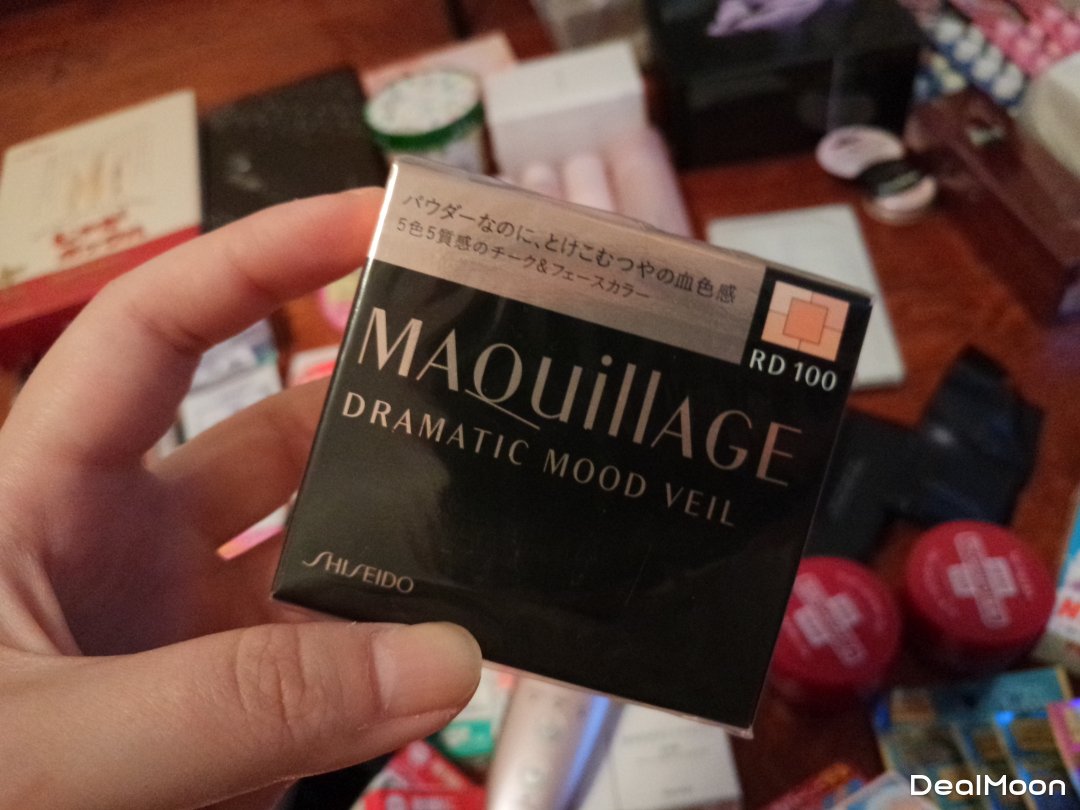 パウダーなのに、とけこむつやの血色感
5色5質感のチーク&フェースカラー
RD 100
MAQuillAGE
DRAMATIC MOOD VEIL
SHISEIDO
DealMoon